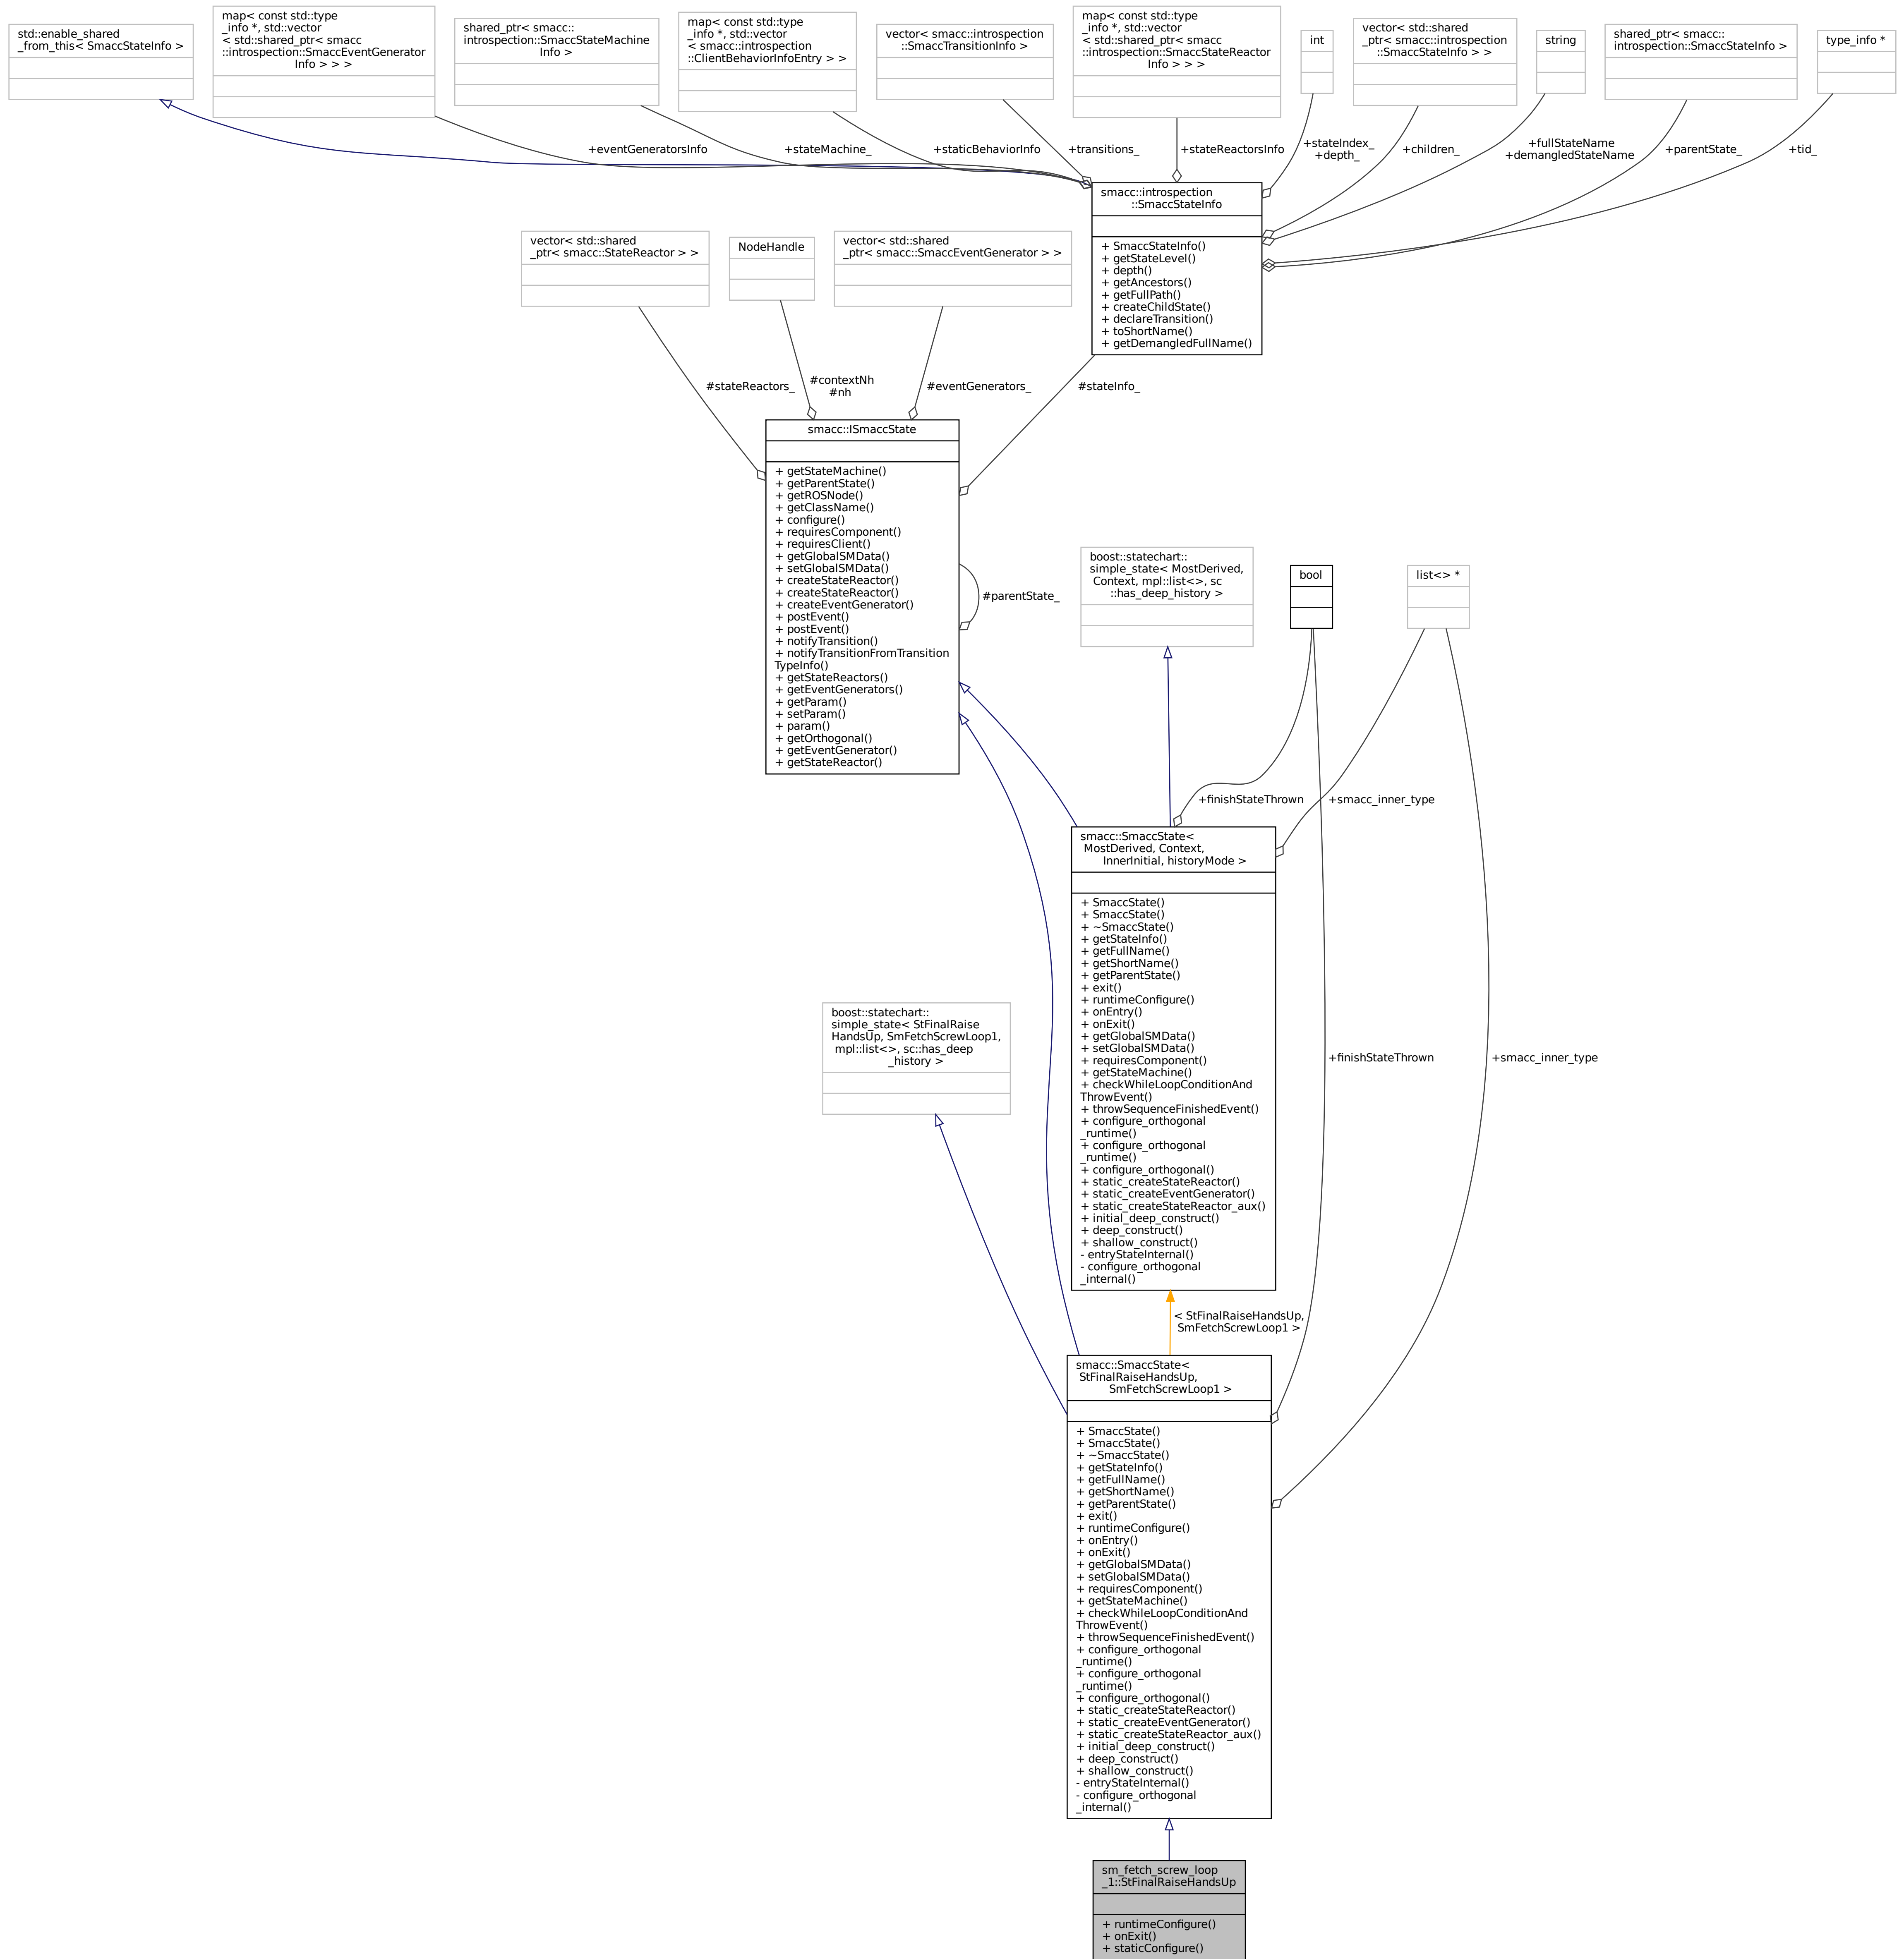 std::enable_shared
_from_this< SmaccStateInfo >
map< const std::type
_info *, std::vector
< std::shared_ptr< smacc
::introspection::SmaccEventGenerator
Info > > >
shared_ptr< smacc::
introspection::SmaccStateMachine
Info >
map< const std::type
_info *, std::vector
< smacc::introspection
::ClientBehaviorInfoEntry > >
vector< smacc::introspection
::SmaccTransitionInfo >
map< const std::type
_info *, std::vector
< std::shared_ptr< smacc
::introspection::SmaccStateReactor
Info > > >
int
vector< std::shared
_ptr< smacc::introspection
::SmaccStateInfo > >
string
shared_ptr< smacc::
introspection::SmaccStateInfo >
type_info *
+eventGeneratorsInfo
+stateMachine_
+staticBehaviorInfo
+transitions_
+stateReactorsInfo
+stateIndex_
+depth_
+children_
+fullStateName
+demangledStateName
+parentState_
+tid_
smacc::introspection
::SmaccStateInfo
+ SmaccStateInfo()
+ getStateLevel()
+ depth()
+ getAncestors()
+ getFullPath()
+ createChildState()
+ declareTransition()
+ toShortName()
+ getDemangledFullName()
vector< std::shared
_ptr< smacc::StateReactor > >
NodeHandle
vector< std::shared
_ptr< smacc::SmaccEventGenerator > >
#stateReactors_
#contextNh
#nh
#eventGenerators_
#stateInfo_
smacc::ISmaccState
+ getStateMachine()
+ getParentState()
+ getROSNode()
+ getClassName()
+ configure()
+ requiresComponent()
+ requiresClient()
+ getGlobalSMData()
+ setGlobalSMData()
+ createStateReactor()
+ createStateReactor()
+ createEventGenerator()
+ postEvent()
+ postEvent()
+ notifyTransition()
+ notifyTransitionFromTransition
TypeInfo()
+ getStateReactors()
+ getEventGenerators()
+ getParam()
+ setParam()
+ param()
+ getOrthogonal()
+ getEventGenerator()
+ getStateReactor()
#parentState_
boost::statechart::
simple_state< MostDerived,
Context, mpl::list<>, sc
::has_deep_history >
bool
list<> *
+finishStateThrown
+smacc_inner_type
smacc::SmaccState<
MostDerived, Context,
InnerInitial, historyMode >
+ SmaccState()
+ SmaccState()
+ ~SmaccState()
+ getStateInfo()
+ getFullName()
+ getShortName()
+ getParentState()
+ exit()
+ runtimeConfigure()
+ onEntry()
+ onExit()
+ getGlobalSMData()
+ setGlobalSMData()
+ requiresComponent()
+ getStateMachine()
+ checkWhileLoopConditionAnd
ThrowEvent()
+ throwSequenceFinishedEvent()
+ configure_orthogonal
_runtime()
+ configure_orthogonal
_runtime()
+ configure_orthogonal()
+ static_createStateReactor()
+ static_createEventGenerator()
+ static_createStateReactor_aux()
+ initial_deep_construct()
+ deep_construct()
+ shallow_construct()
- entryStateInternal()
- configure_orthogonal
_internal()
boost::statechart::
simple_state< StFinalRaise
HandsUp, SmFetchScrewLoop1,
mpl::list<>, sc::has_deep
_history >
+finishStateThrown
+smacc_inner_type
< StFinalRaiseHandsUp,
SmFetchScrewLoop1 >
smacc::SmaccState<
StFinalRaiseHandsUp,
SmFetchScrewLoop1 >
+ SmaccState()
+ SmaccState()
+ ~SmaccState()
+ getStateInfo()
+ getFullName()
+ getShortName()
+ getParentState()
+ exit()
+ runtimeConfigure()
+ onEntry()
+ onExit()
+ getGlobalSMData()
+ setGlobalSMData()
+ requiresComponent()
+ getStateMachine()
+ checkWhileLoopConditionAnd
ThrowEvent()
+ throwSequenceFinishedEvent()
+ configure_orthogonal
_runtime()
+ configure_orthogonal
_runtime()
+ configure_orthogonal()
+ static_createStateReactor()
+ static_createEventGenerator()
+ static_createStateReactor_aux()
+ initial_deep_construct()
+ deep_construct()
+ shallow_construct()
- entryStateInternal()
- configure_orthogonal
_internal()
sm_fetch_screw_loop
_1::StFinalRaiseHandsUp
+ runtimeConfigure()
+ onExit()
+ staticConfigure()